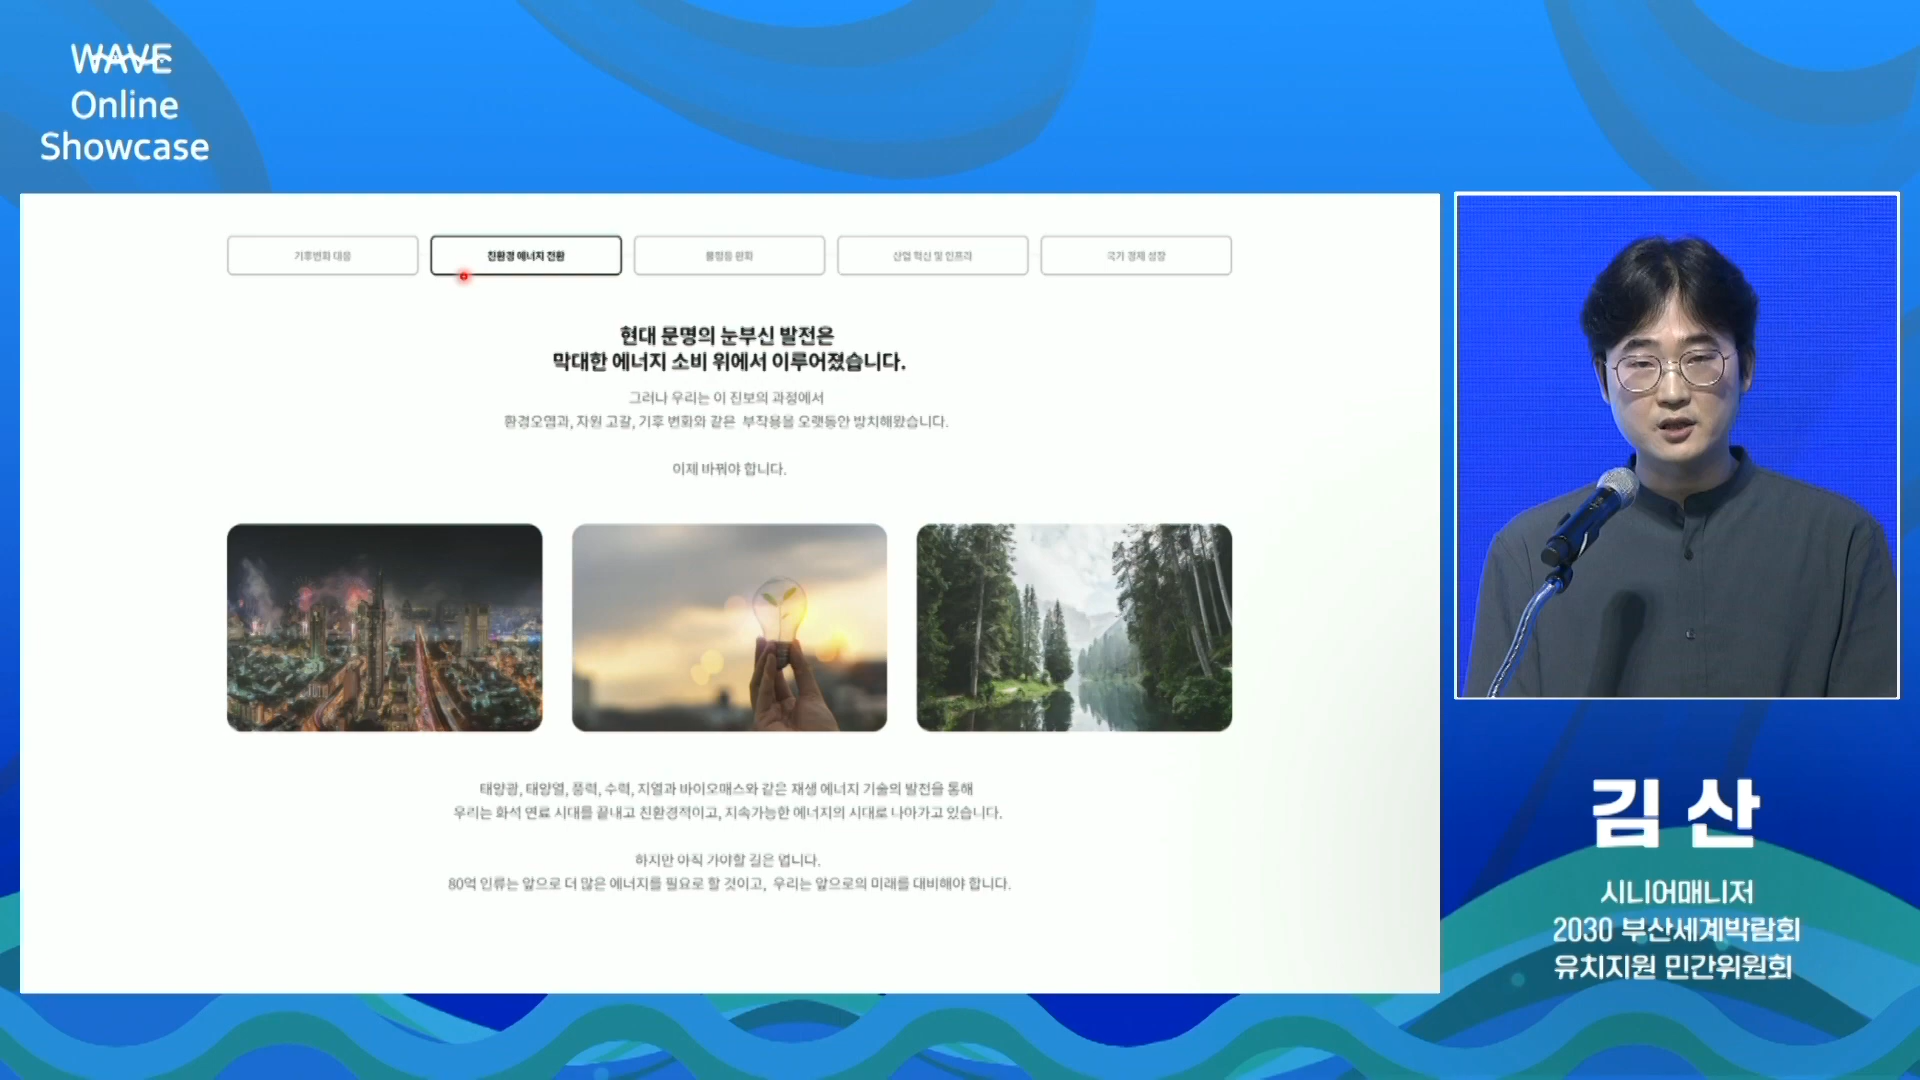 WAVE
Online
Showcase
기후변화 대응
친환경 에너지 전환
불평등 완화
산업 혁신 및 인프라
국가 경제 성장
현대 문명의 눈부신 발전은
막대한 에너지 소비 위에서 이루어졌습니다.
그러나 우리는 이 진보의 과정에서
환경오염과, 자원 고갈, 기후 변화와 같은 부작용을 오랫동안 방치해왔습니다.
이제 바꿔야 합니다.
태양광, 태양열, 풍력, 수력, 지열과 바이오매스와 같은 재생 에너지 기술의 발전을 통해
우리는 화석 연료 시대를 끝내고 친환경적이고, 지속가능한 에너지의 시대로 나아가고 있습니다.
하지만 아직 가야할 길은 멉니다.
80억 인류는 앞으로 더 많은 에너지를 필요로 할 것이고, 우리는 앞으로의 미래를 대비해야 합니다.
김 산
시니어매니저
2030 부산세계박람회
유치지원 민간위원회